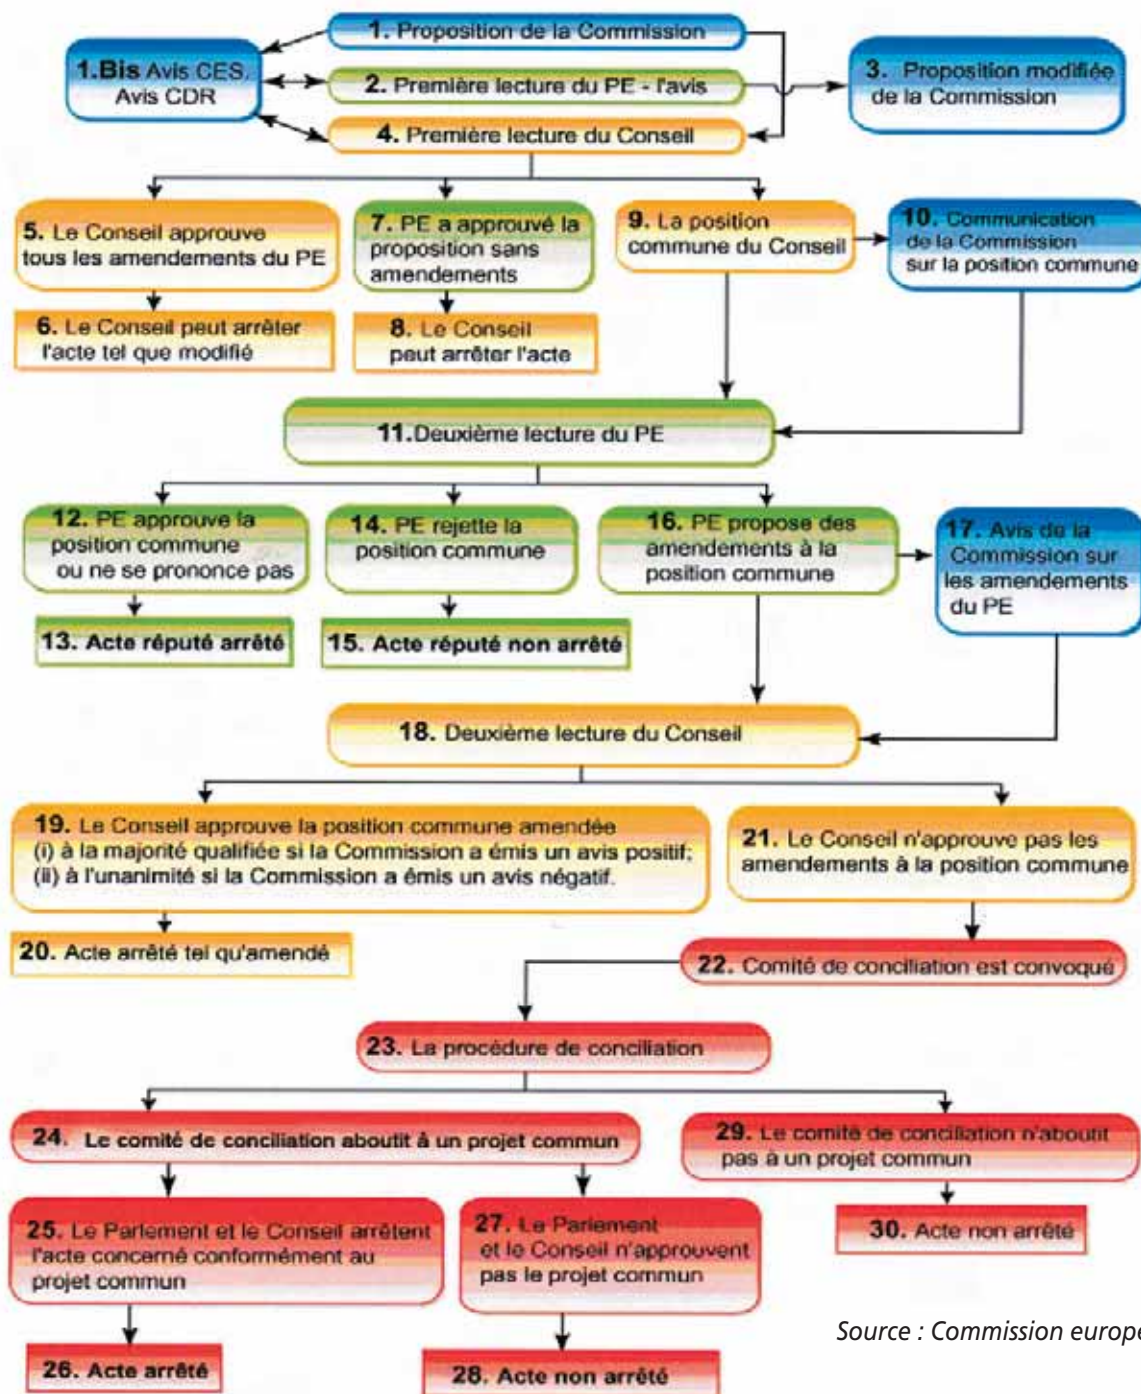 1. Proposition de la Commission
1.Bis Avis CES,
Avis CDR
2. Première lecture du PE - l'avis
3. Proposition modifiée
de la Commission
4. Première lecture du Conseil
5. Le Conseil approuve
tous les amendements du PE
6. Le Conseil peut arrêter
l'acte tel que modifié
7. PE a approuvé la
proposition sans
amendements
8. Le Conseil
peut arrêter l'acte
9. La position
commune du Conseil
10. Communication
de la Commission
sur la position commune
11.Deuxième lecture du PE
12. PE approuve la
position commune
ou ne se prononce pas
13. Acte réputé arrêté
14. PE rejette la
position commune
15. Acte réputé non arrêté
16. PE propose des
amendements à la
position commune
17. Avis de la
Commission sur
les amendements
du PE
18. Deuxième lecture du Conseil
19. Le Conseil approuve la position commune amendée
(i) à la majorité qualifiée si la Commission a émis un avis positif;
(ii) à l'unanimité si la Commission a émis un avis négatif.
20. Acte arrêté tel qu'amendé
21. Le Conseil n'approuve pas les
amendements à la position commune
22. Comité de conciliation est convoqué
23. La procédure de conciliation
24. Le comité de conciliation aboutit à un projet commun
25. Le Parlement et le Conseil arrêtent
l'acte concerné conformément au
projet commun
26. Acte arrêté
27. Le Parlement
et le Conseil n'approuvent
pas le projet commun
28. Acte non arrêté
29. Le comité de conciliation n'aboutit
pas à un projet commun
30. Acte non arrêté
Source : Commission europé